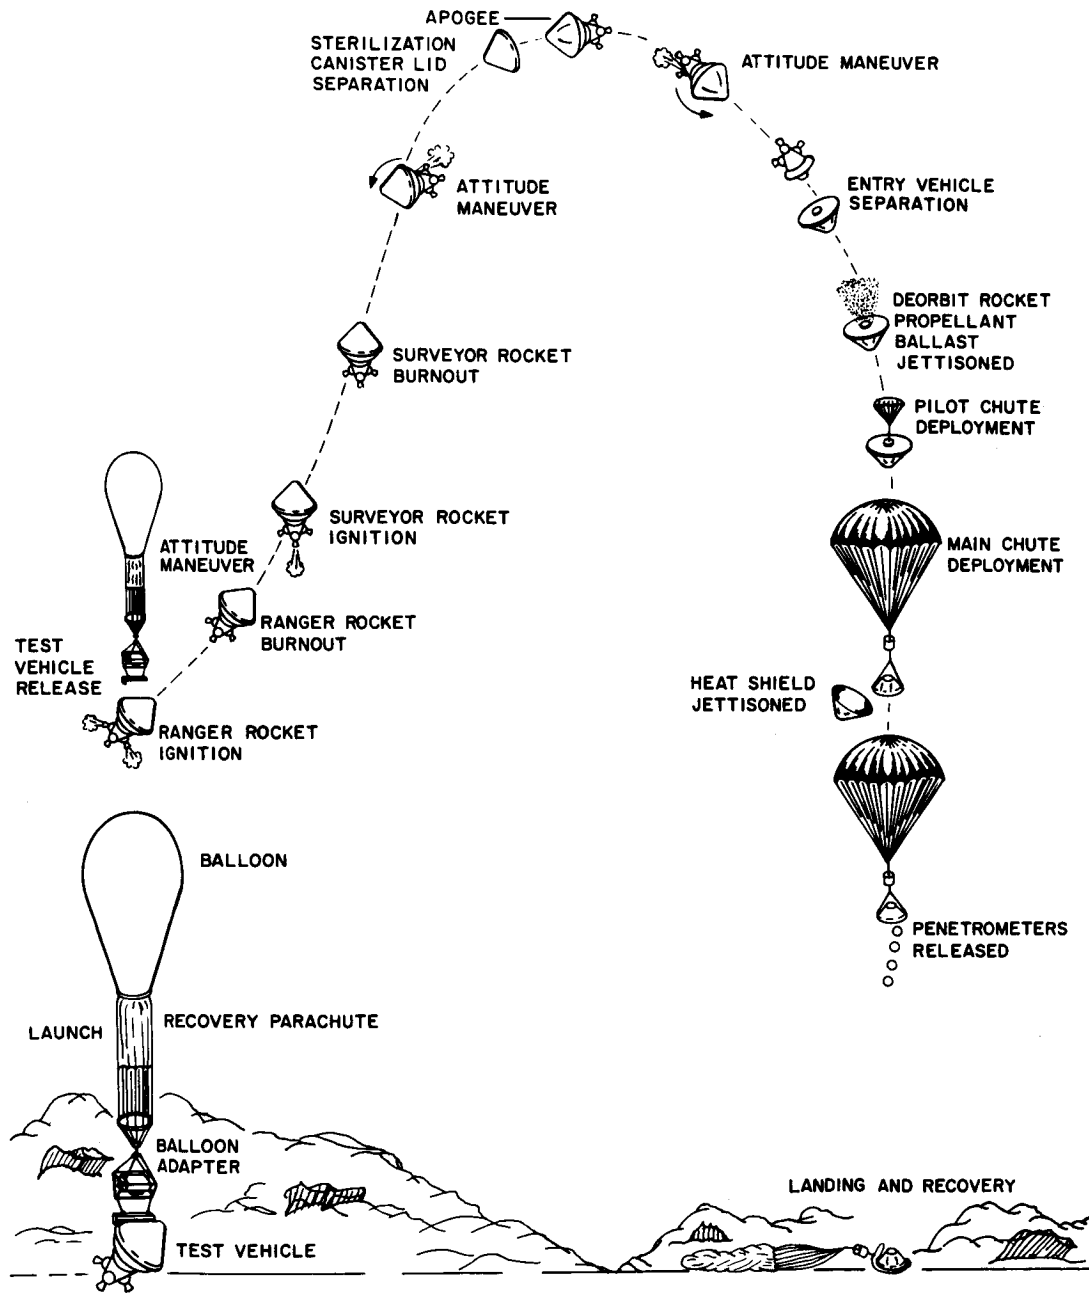 APOGEE
STERILIZATION
CANISTER LID
SEPARATION
ATTITUDE MANEUVER
ATTITUDE
MANEUVER
ENTRY VEHICLE
SEPARATION
DEORBIT ROCKET
PROPELLANT
BALLAST
JETTISONED
SURVEYOR ROCKET
BURNOUT
PILOT CHUTE
DEPLOYMENT
SURVEYOR ROCKET
IGNITION
ATTITUDE
MANEUVER
MAIN CHUTE
DEPLOYMENT
RANGER ROCKET
BURNOUT
TEST
VEHICLE
RELEASE
HEAT SHIELD
JETTISONED
RANGER ROCKET
IGNITION
BALLOON
PENETROMETERS
RELEASED
LAUNCH
RECOVERY PARACHUTE
BALLOON
ADAPTER
LANDING AND RECOVERY
TEST VEHICLE